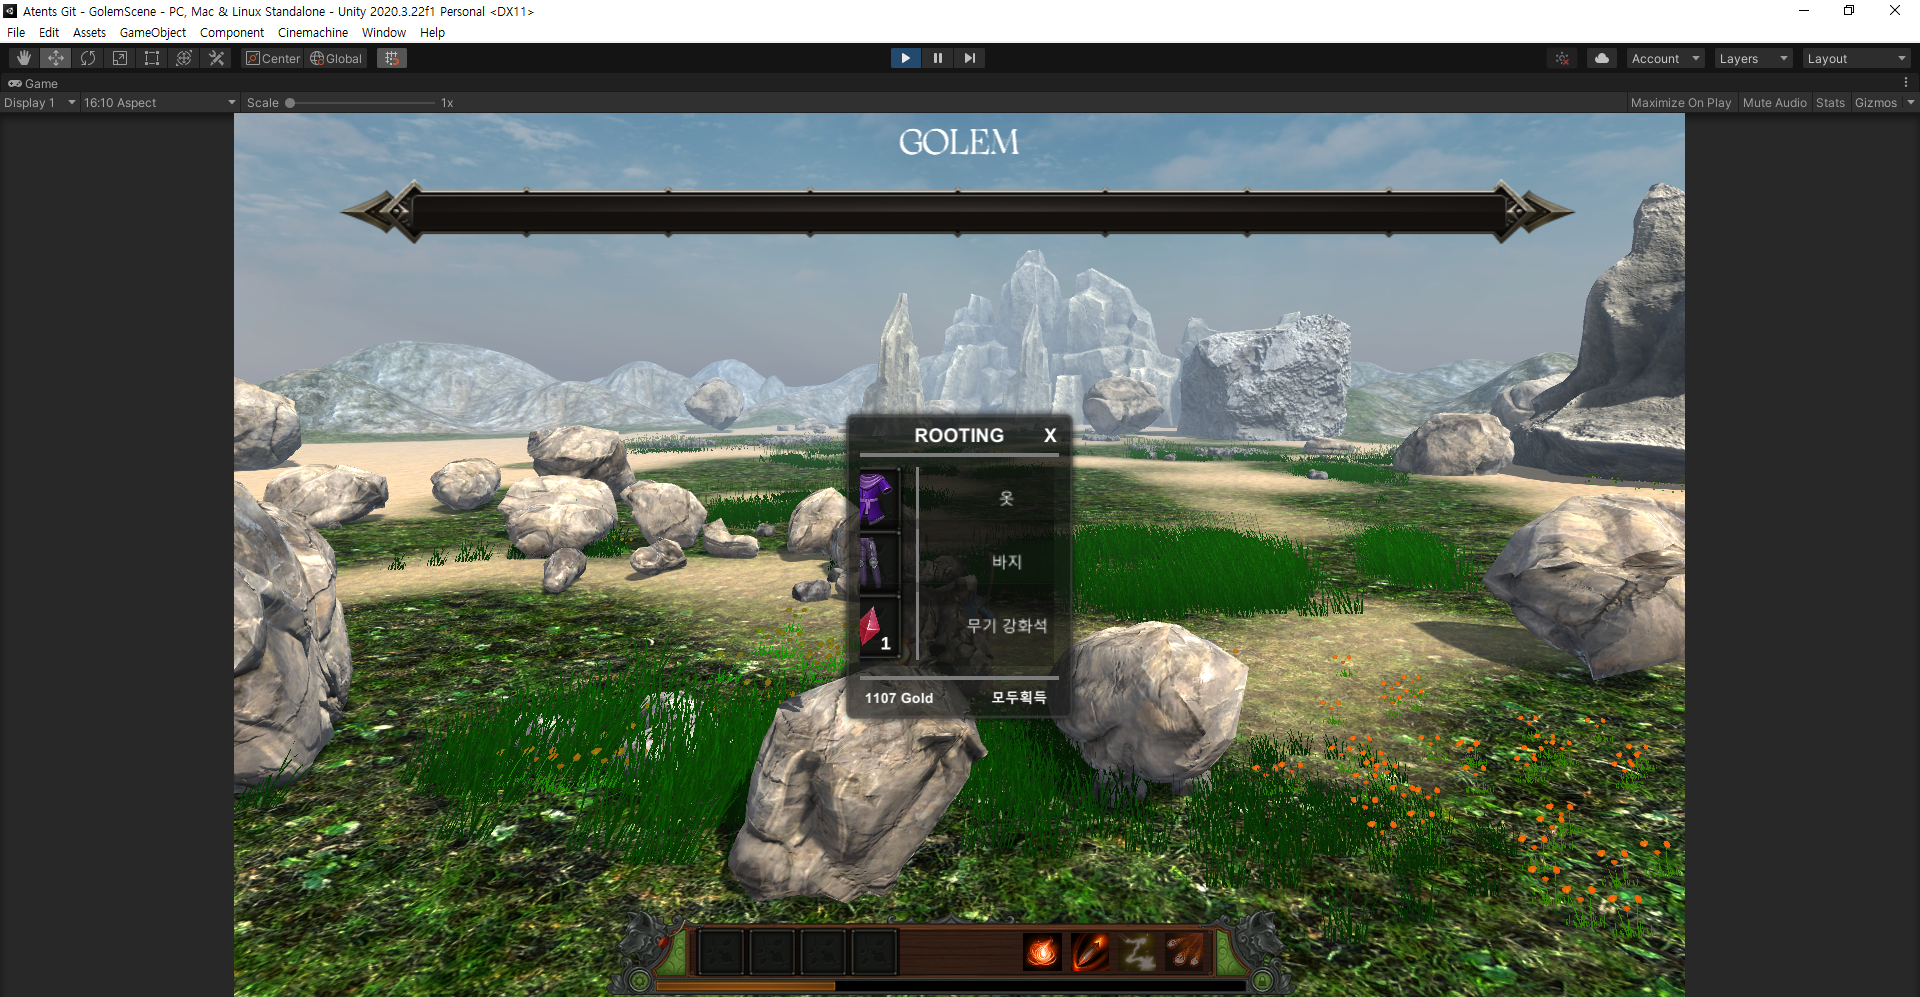 Atents Git - GolemScene - PC, Mac & Linux Standalone - Unity 2020.3.22f1 Personal <DX11>
File Edit Assets GameObject Component Cinemachine Window Help
Center Global Account Layers Layout
Game
Display 1 16:10 Aspect Scale 1x Maximize On Play Mute Audio Stats Gizmos
GOLEM
ROOTING X
옷
바지
무기 강화석
1
1107 Gold 모두획득